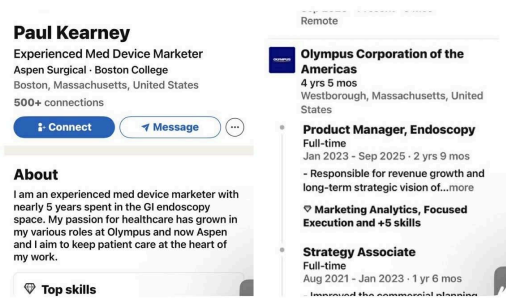 Paul Kearney
Experienced Med Device Marketer
Aspen Surgical · Boston College
Boston, Massachusetts, United States
500+ connections
Connect
Message
About
I am an experienced med device marketer with
nearly 5 years spent in the GI endoscopy
space. My passion for healthcare has grown in
my various roles at Olympus and now Aspen
and I aim to keep patient care at the heart of
my work.
Top skills
Remote
OLYMPUS
Olympus Corporation of the
Americas
4 yrs 5 mos
Westborough, Massachusetts, United
States
Product Manager, Endoscopy
Full-time
Jan 2023 - Sep 2025 · 2 yrs 9 mos
- Responsible for revenue growth and
long-term strategic vision of...more
Marketing Analytics, Focused
Execution and +5 skills
Strategy Associate
Full-time
Aug 2021 - Jan 2023 · 1 yr 6 mos
- Improved the commercial planning